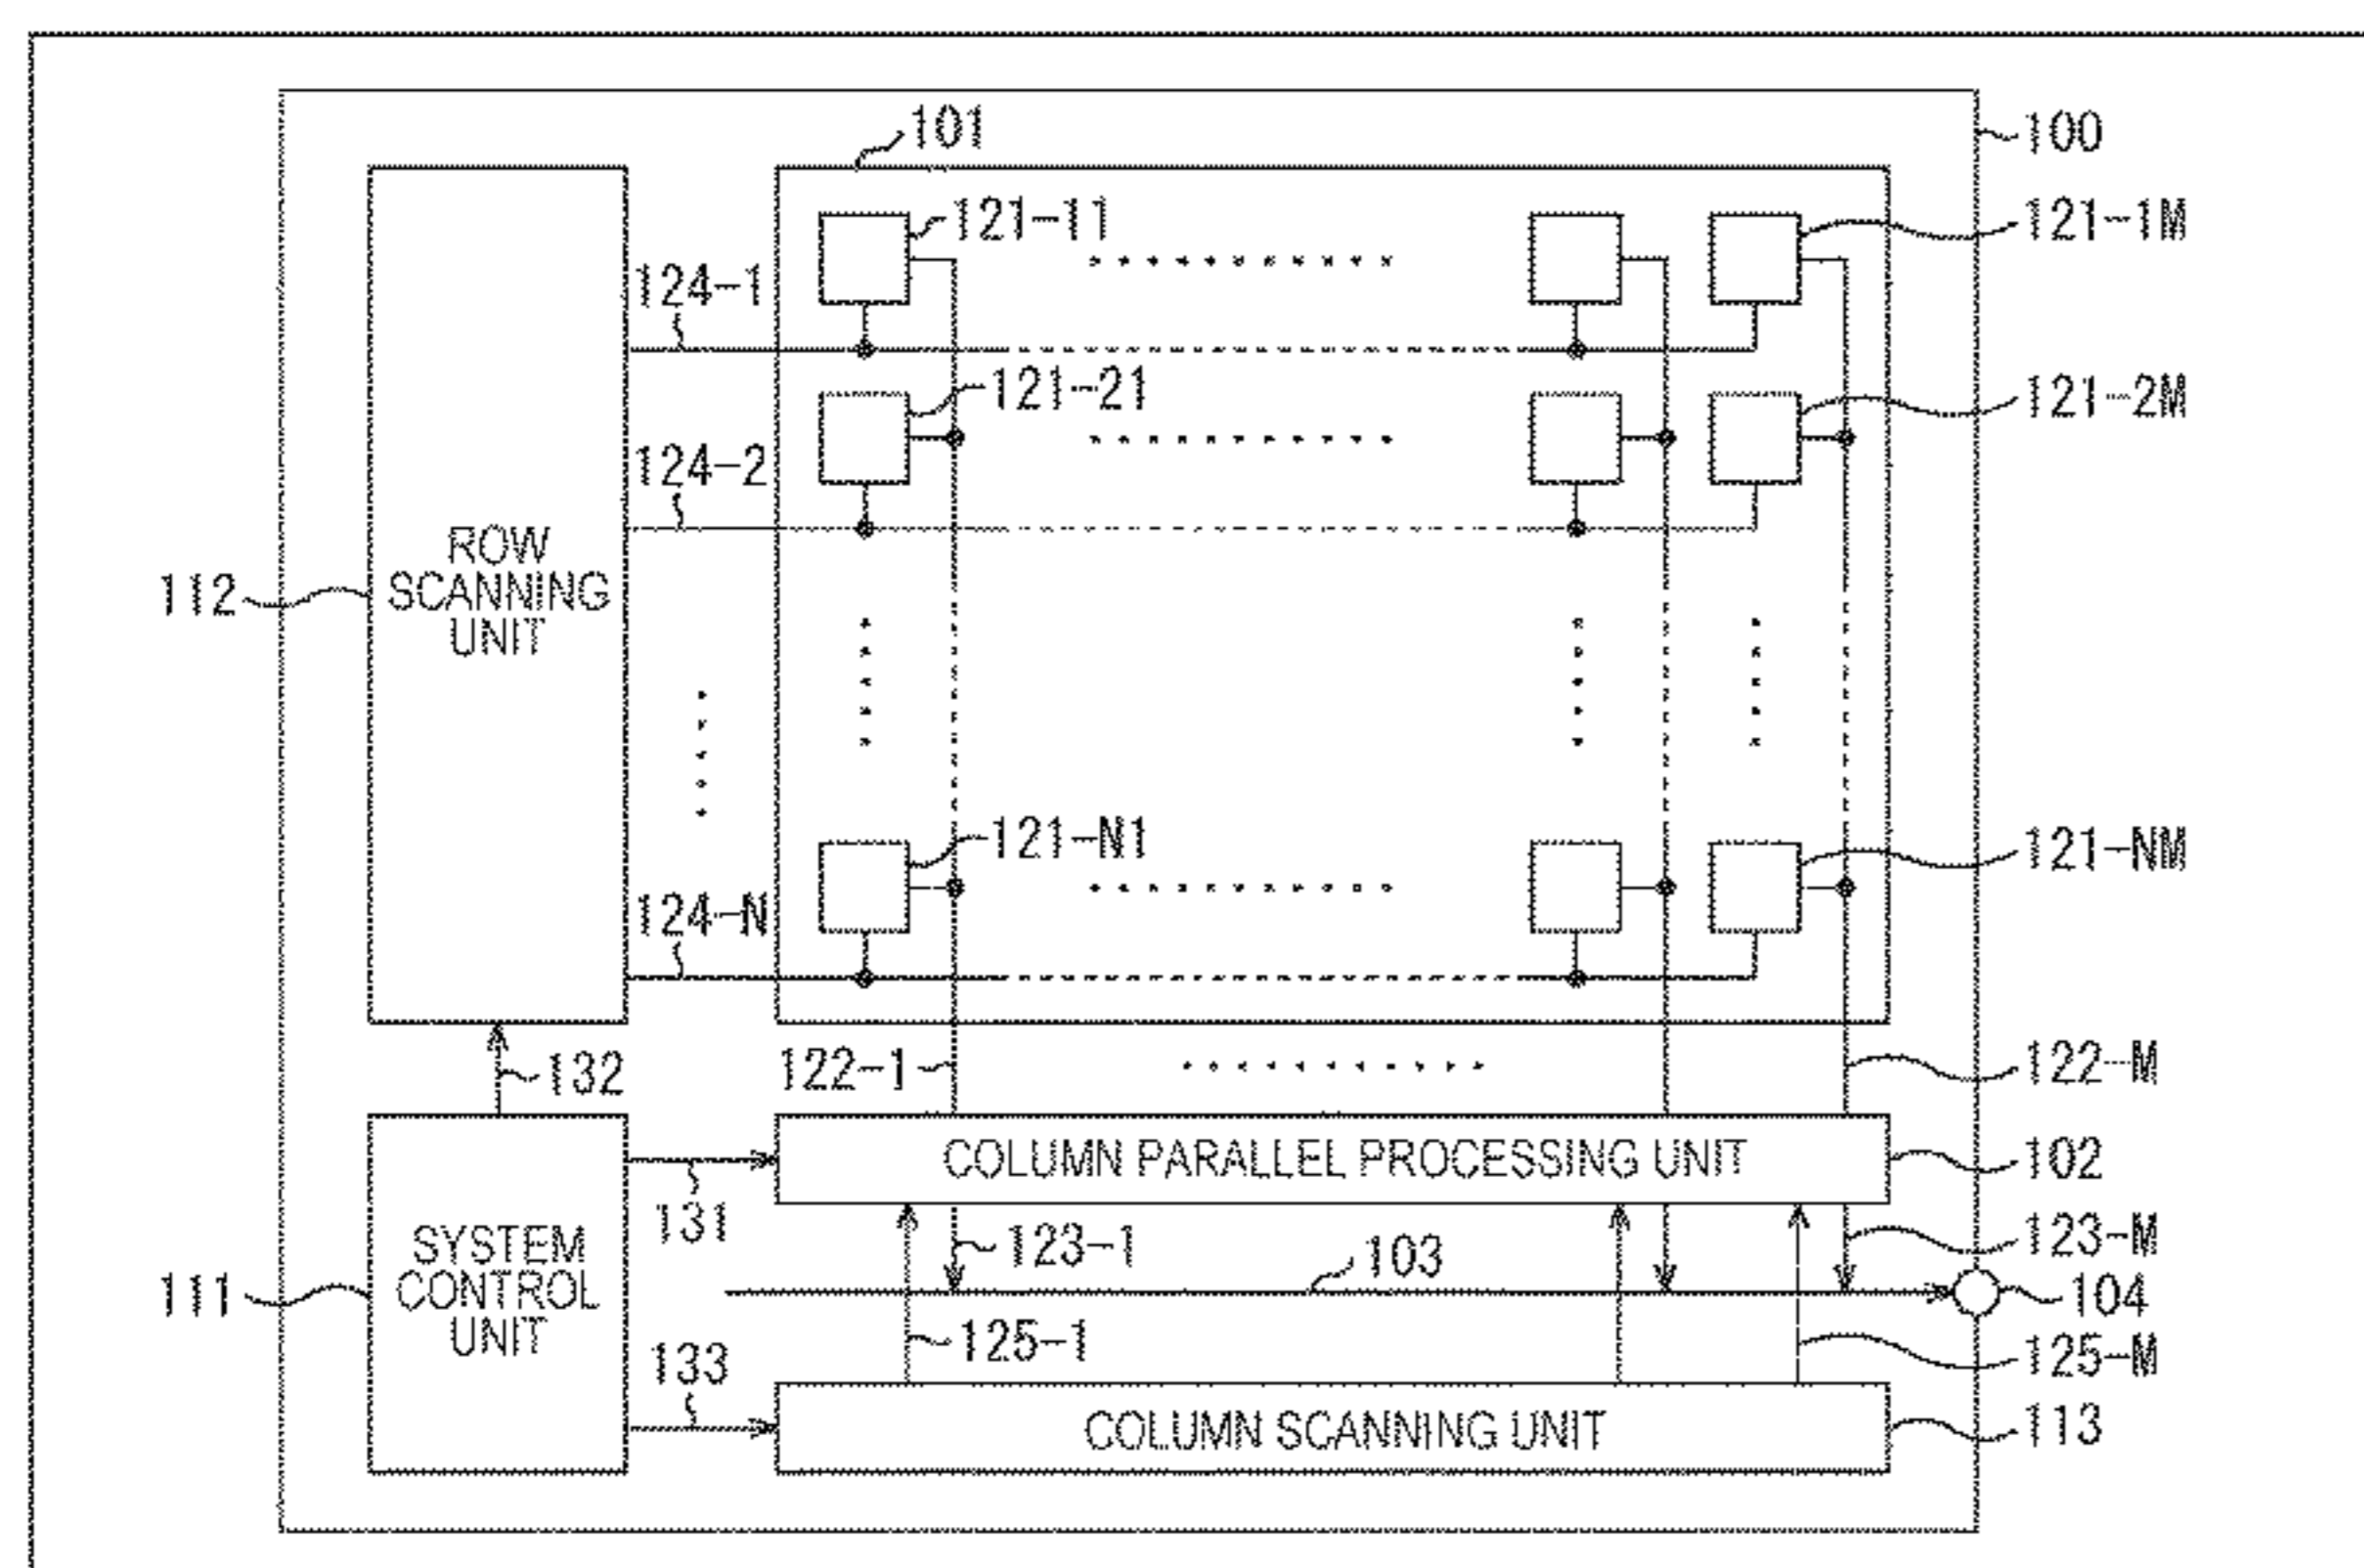 101
100
121-11
121-1M
124-1
121-21
121-2M
124-2
ROW
SCANNING
UNIT
112
121-N1
121-NM
124-N
132
122-1
122-M
COLUMN PARALLEL PROCESSING UNIT
102
131
123-1
123-M
103
SYSTEM
CONTROL
UNIT
111
104
125-1
125-M
133
COLUMN SCANNING UNIT
113